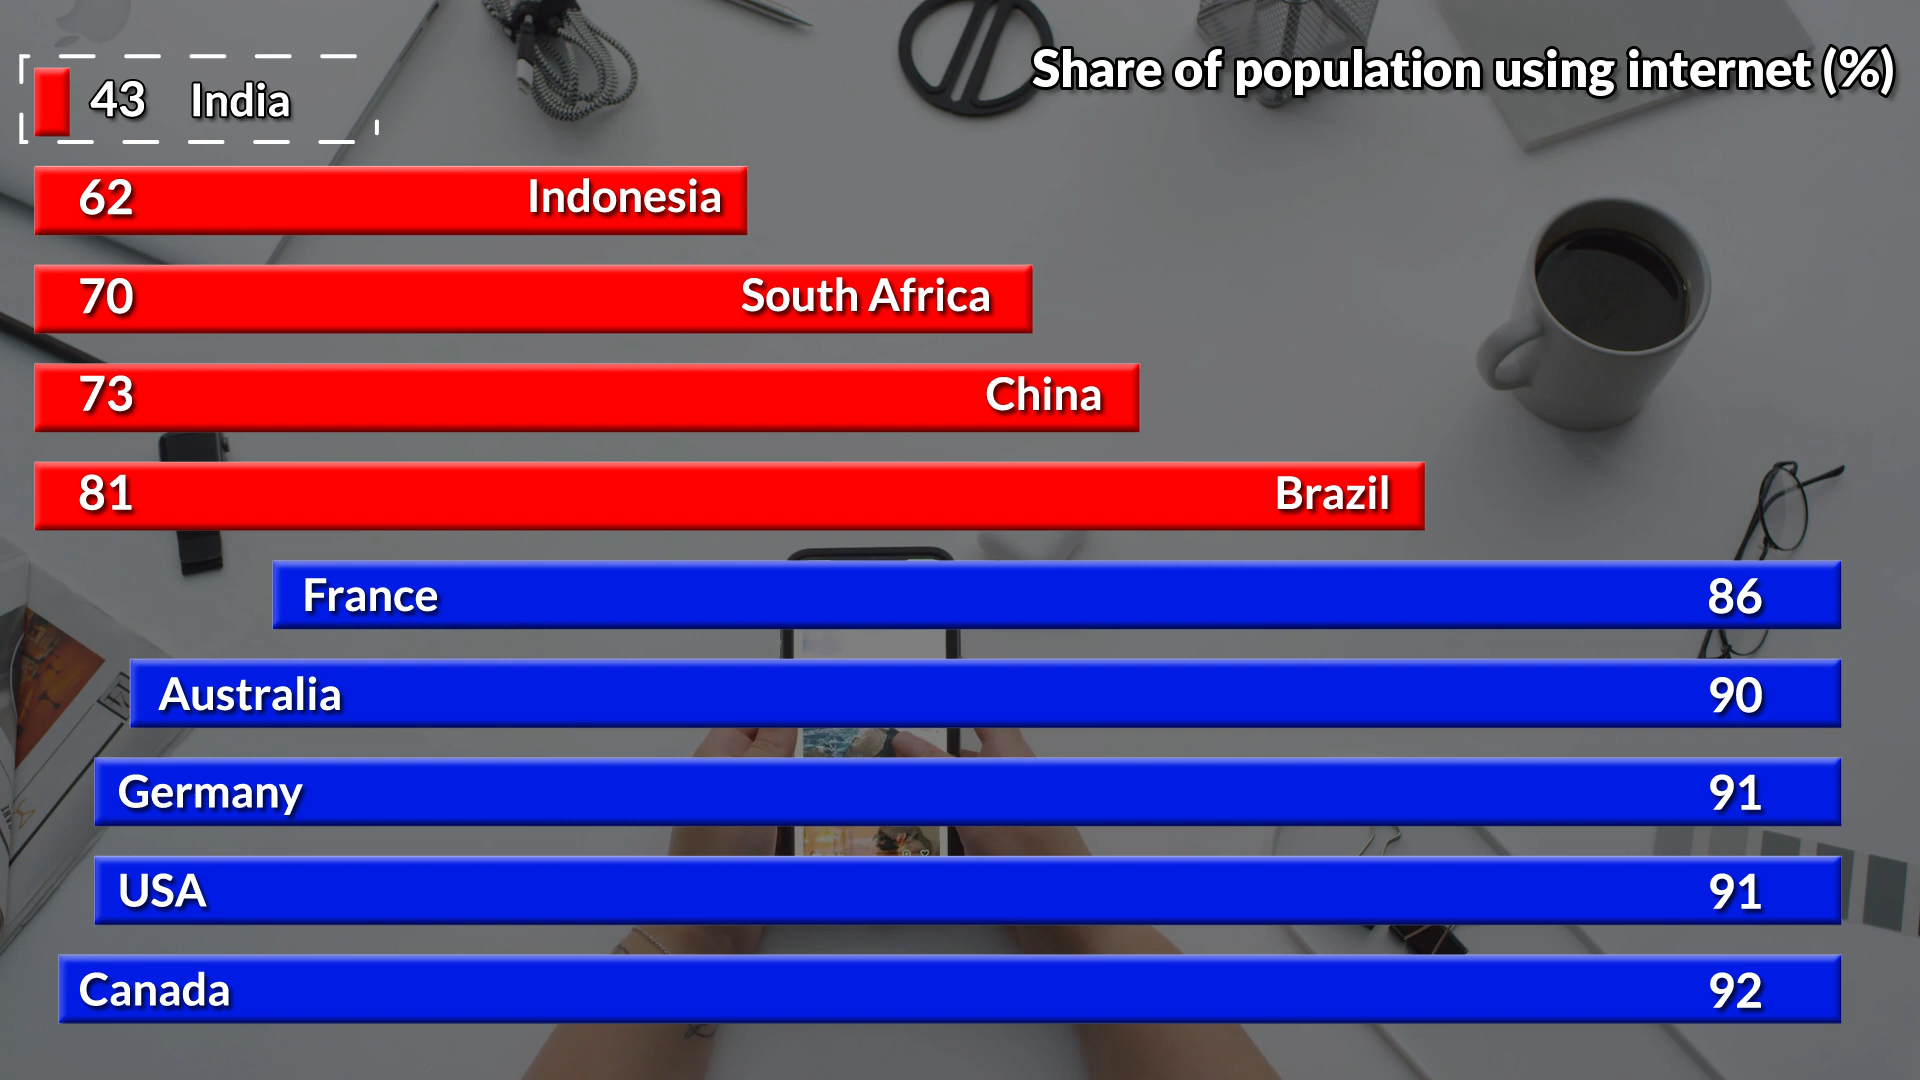 Share of population using internet (%)
43 India
62 Indonesia
70 South Africa
73 China
81 Brazil
France 86
Australia 90
Germany 91
USA 91
Canada 92